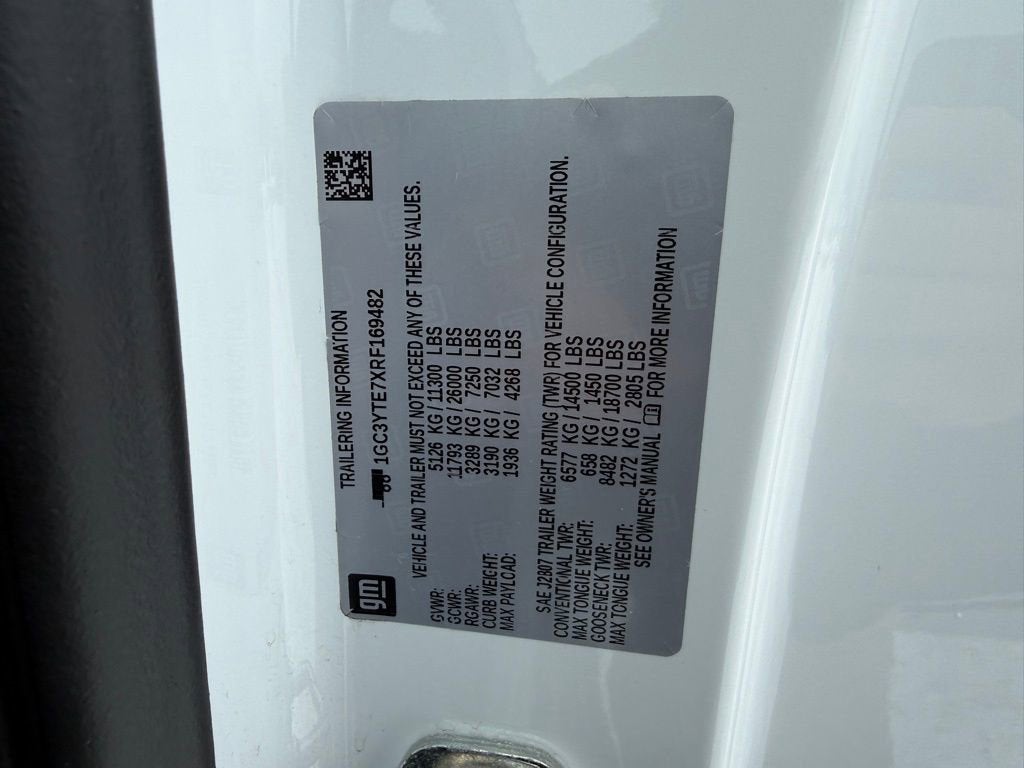 gm
TRAILERING INFORMATION
1GC3YTE7XRF169482
VEHICLE AND TRAILER MUST NOT EXCEED ANY OF THESE VALUES.
GVWR: 5126 KG / 11300 LBS
GCWR: 11793 KG / 26000 LBS
RGAWR: 3289 KG / 7250 LBS
CURB WEIGHT: 3190 KG / 7032 LBS
MAX PAYLOAD: 1936 KG / 4268 LBS
SAE J2807 TRAILER WEIGHT RATING (TWR) FOR VEHICLE CONFIGURATION.
CONVENTIONAL TWR: 6577 KG / 14500 LBS
MAX TONGUE WEIGHT: 658 KG / 1450 LBS
GOOSENECK TWR: 8482 KG / 18700 LBS
MAX TONGUE WEIGHT: 1272 KG / 2805 LBS
SEE OWNER'S MANUAL FOR MORE INFORMATION